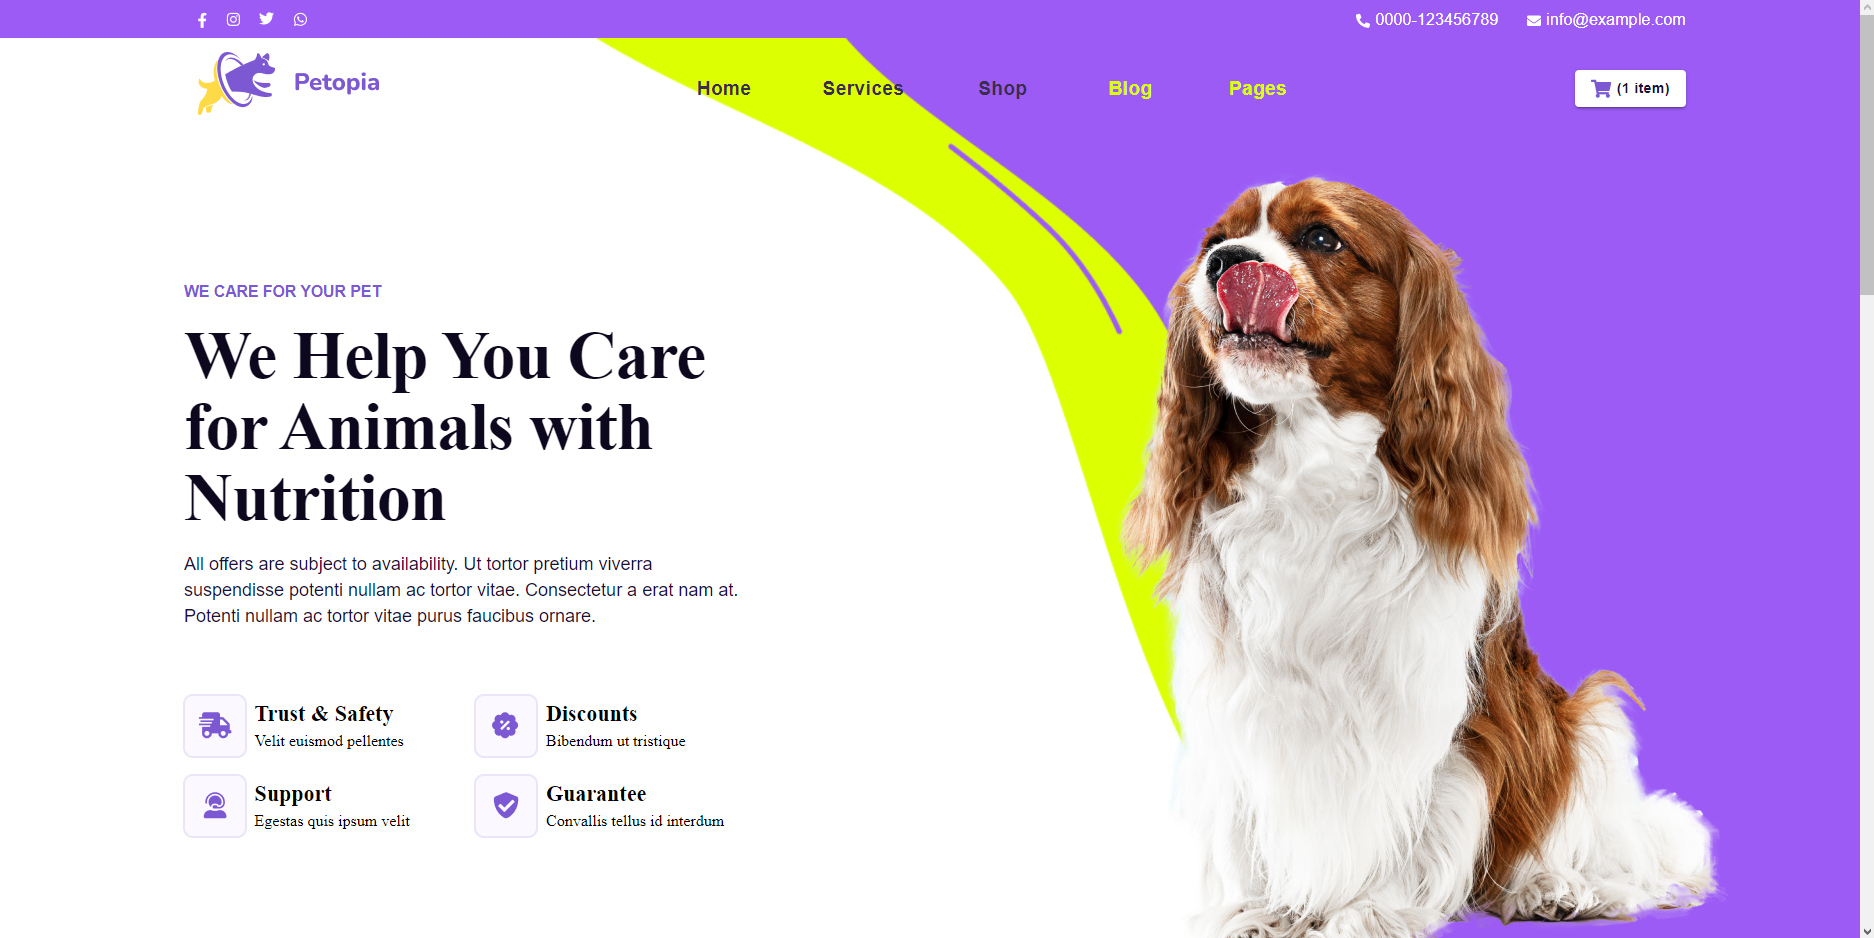 0000-123456789 info@example.com
Petopia
Home Services Shop Blog Pages
(1 item)
WE CARE FOR YOUR PET
We Help You Care
for Animals with
Nutrition
All offers are subject to availability. Ut tortor pretium viverra
suspendisse potenti nullam ac tortor vitae. Consectetur a erat nam at.
Potenti nullam ac tortor vitae purus faucibus ornare.
Trust & Safety
Velit euismod pellentes
Discounts
Bibendum ut tristique
Support
Egestas quis ipsum velit
Guarantee
Convallis tellus id interdum